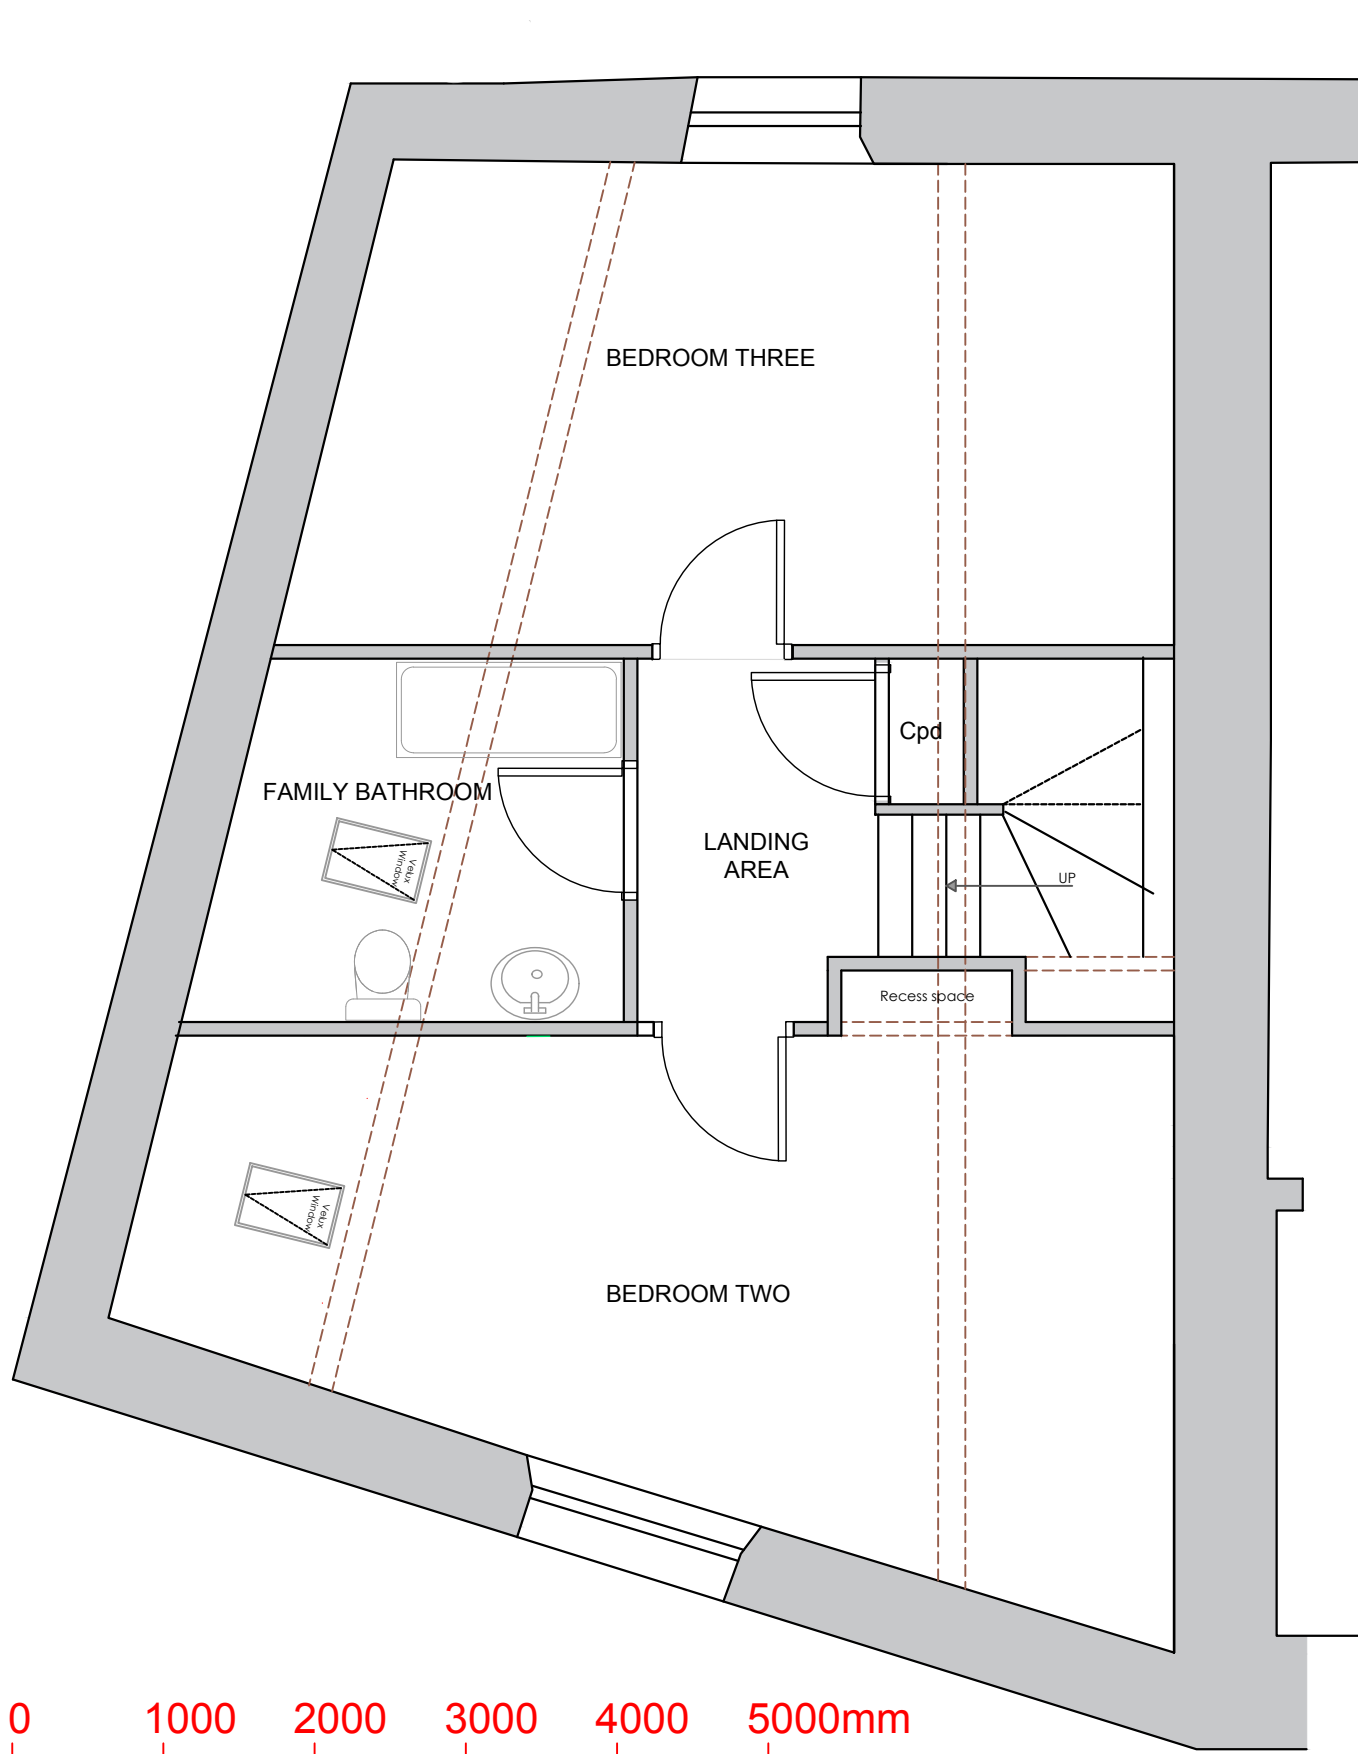 BEDROOM THREE
Cpd
FAMILY BATHROOM
LANDING
AREA
Velux
Window
UP
Recess space
Velux
Window
BEDROOM TWO
0 1000 2000 3000 4000 5000mm